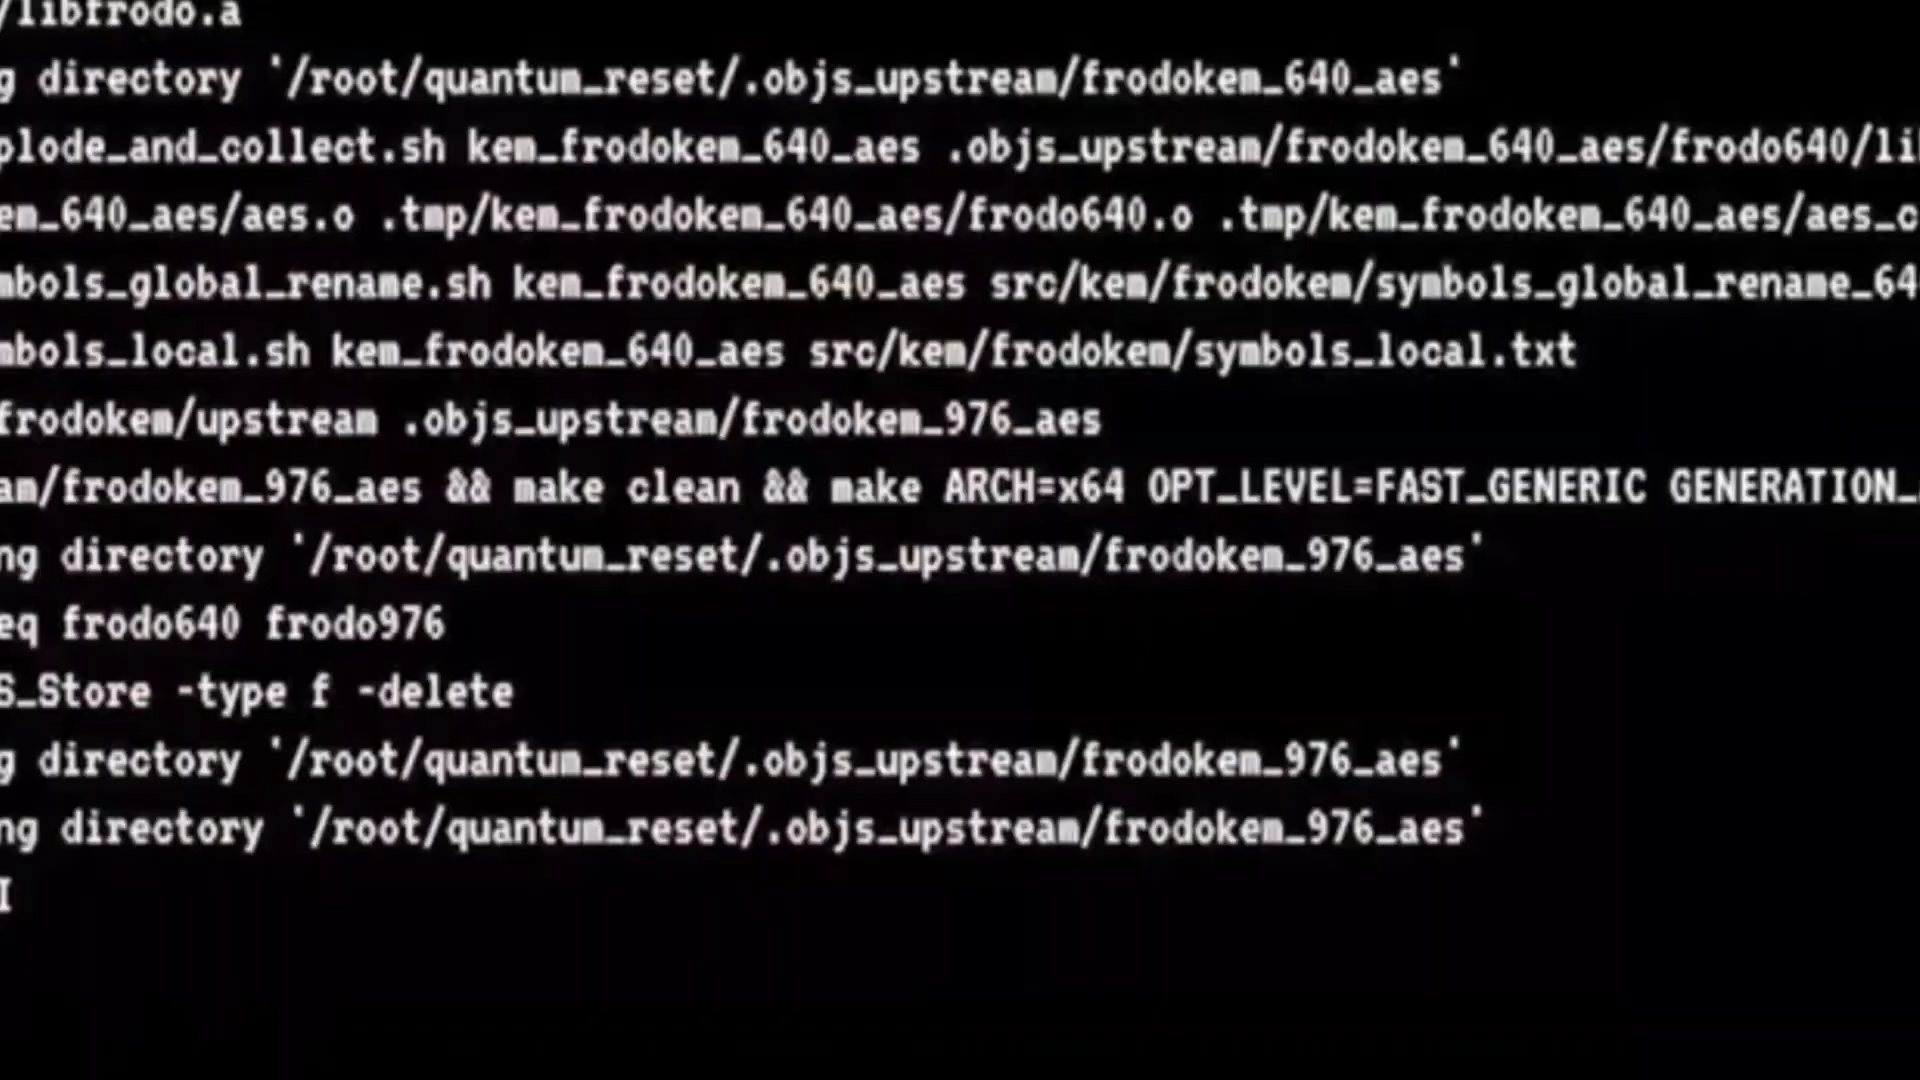 /libfrodo.a
g directory '/root/quantum_reset/.objs_upstream/frodokem_640_aes'
plode_and_collect.sh kem_frodokem_640_aes .objs_upstream/frodokem_640_aes/frodo640/li
em_640_aes/aes.o .tmp/kem_frodokem_640_aes/frodo640.o .tmp/kem_frodokem_640_aes/aes_c
mbols_global_rename.sh kem_frodokem_640_aes src/kem/frodokem/symbols_global_rename_64
mbols_local.sh kem_frodokem_640_aes src/kem/frodokem/symbols_local.txt
frodokem/upstream .objs_upstream/frodokem_976_aes
am/frodokem_976_aes && make clean && make ARCH=x64 OPT_LEVEL=FAST_GENERIC GENERATION_
ng directory '/root/quantum_reset/.objs_upstream/frodokem_976_aes'
eq frodo640 frodo976
S_Store -type f -delete
g directory '/root/quantum_reset/.objs_upstream/frodokem_976_aes'
ng directory '/root/quantum_reset/.objs_upstream/frodokem_976_aes'
I